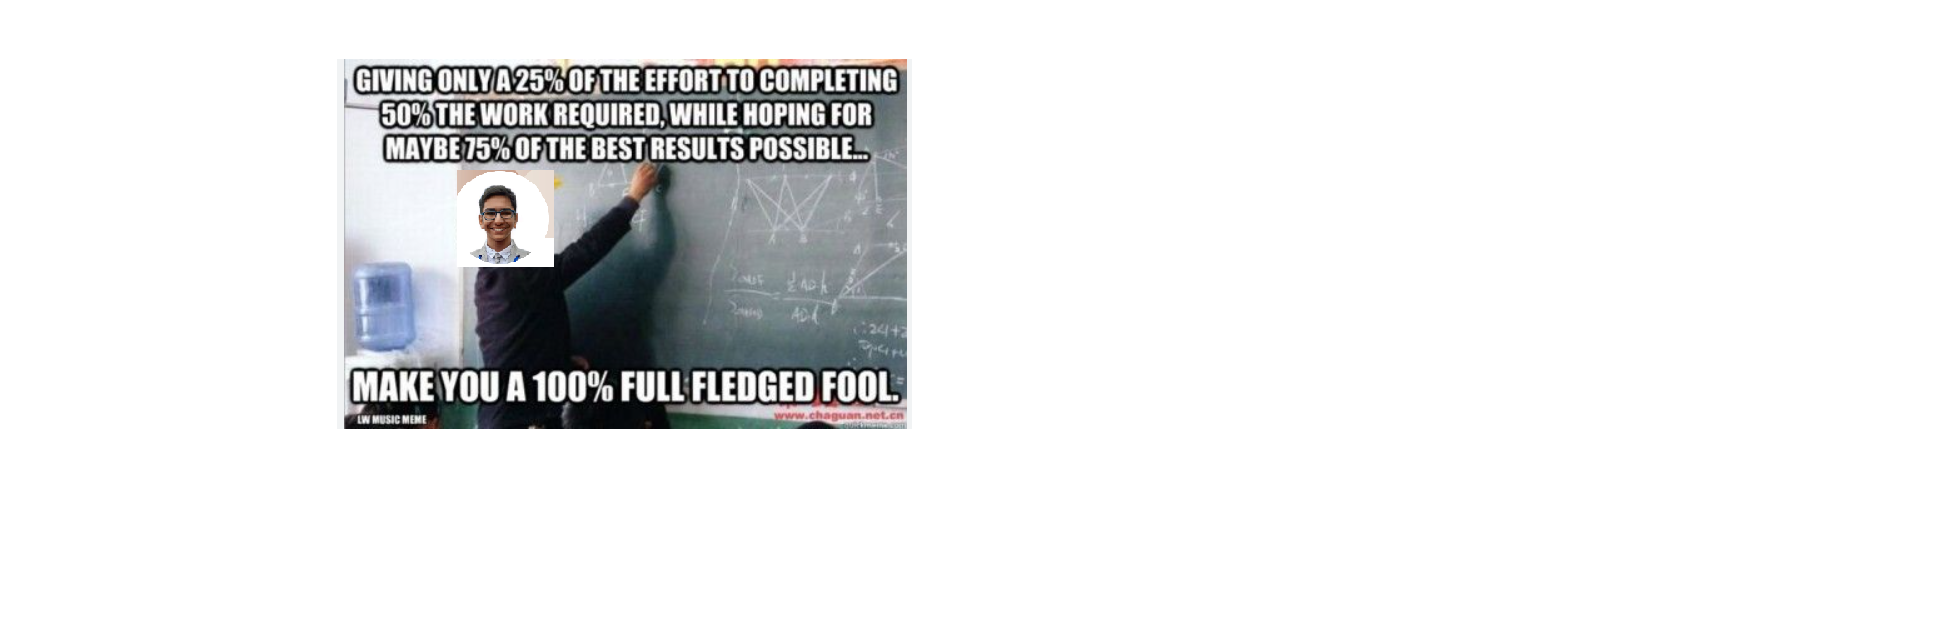 GIVING ONLY A 25% OF THE EFFORT TO COMPLETING
50% THE WORK REQUIRED, WHILE HOPING FOR
MAYBE 75% OF THE BEST RESULTS POSSIBLE...
MAKE YOU A 100% FULL FLEDGED FOOL.
www.chaguan.net.cn
LW MUSIC MEME